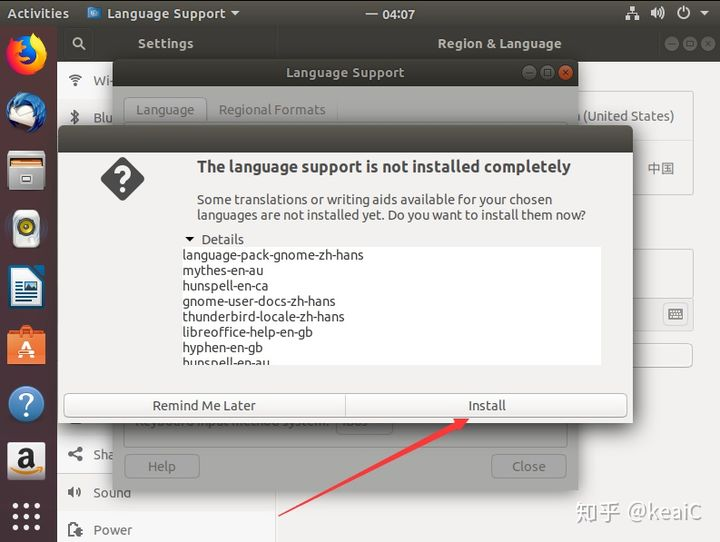 Activities
Language Support
04:07
Settings
Region & Language
Language Support
Wi-
Language
Regional Formats
(United States)
The language support is not installed completely
中国
Some translations or writing aids available for your chosen
languages are not installed yet. Do you want to install them now?
Details
language-pack-gnome-zh-hans
mythes-en-au
hunspell-en-ca
gnome-user-docs-zh-hans
thunderbird-locale-zh-hans
libreoffice-help-en-gb
hyphen-en-gb
hunspell-en-au
Remind Me Later
Install
Keyboard input method system:
Sha
Help
Close
Sound
Power
知乎 @keaiC